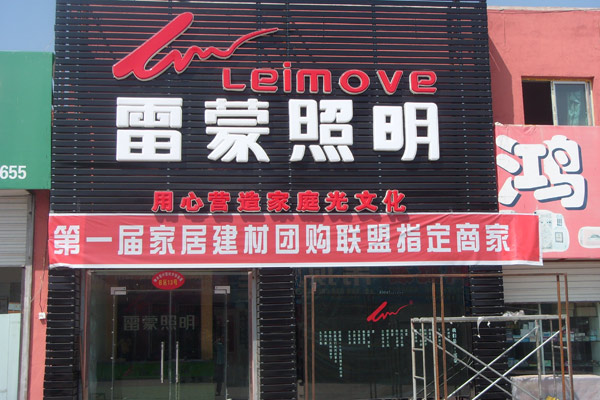 Leimove
雷蒙照明
用心营造家庭光文化
第一届家居建材团购联盟指定商家
655
鸿
雷蒙照明